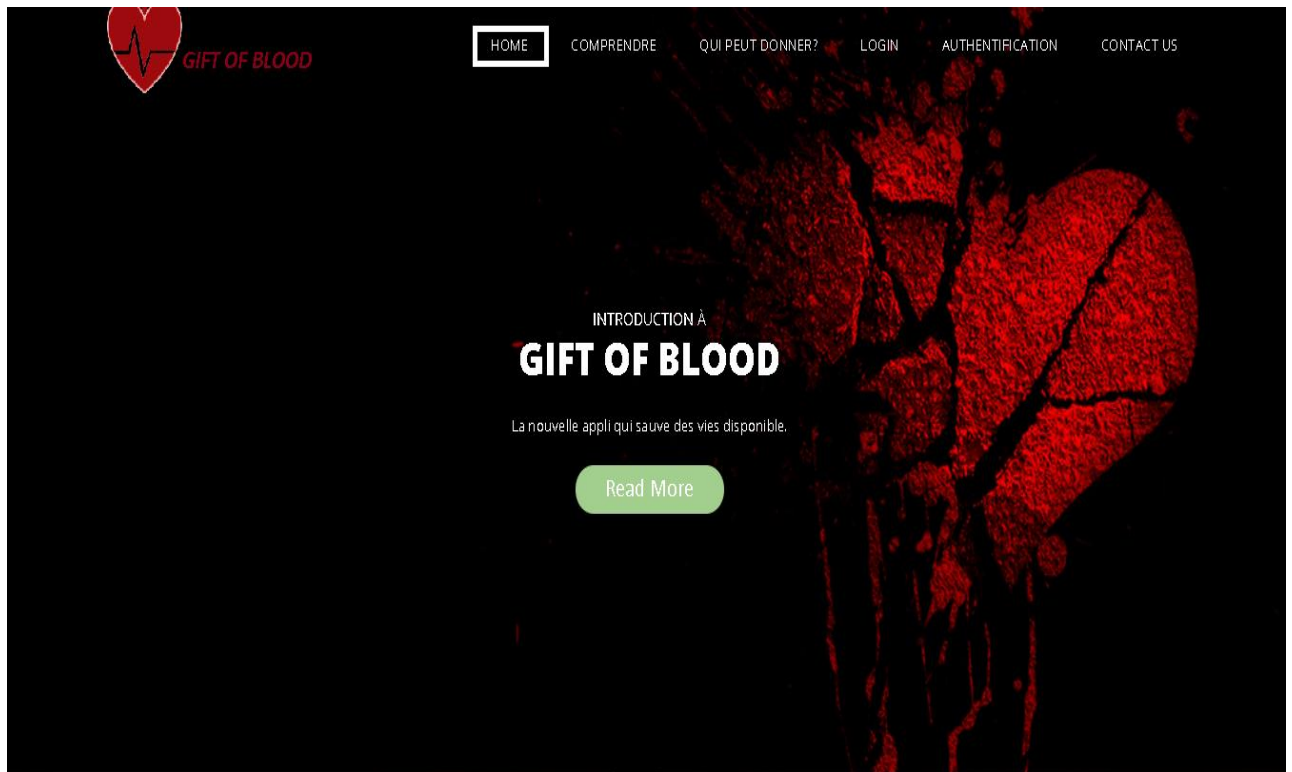 GIFT OF BLOOD
HOME COMPRENDRE QUI PEUT DONNER? LOGIN AUTHENTIFICATION CONTACT US
INTRODUCTION À
GIFT OF BLOOD
La nouvelle appli qui sauve des vies disponible.
Read More